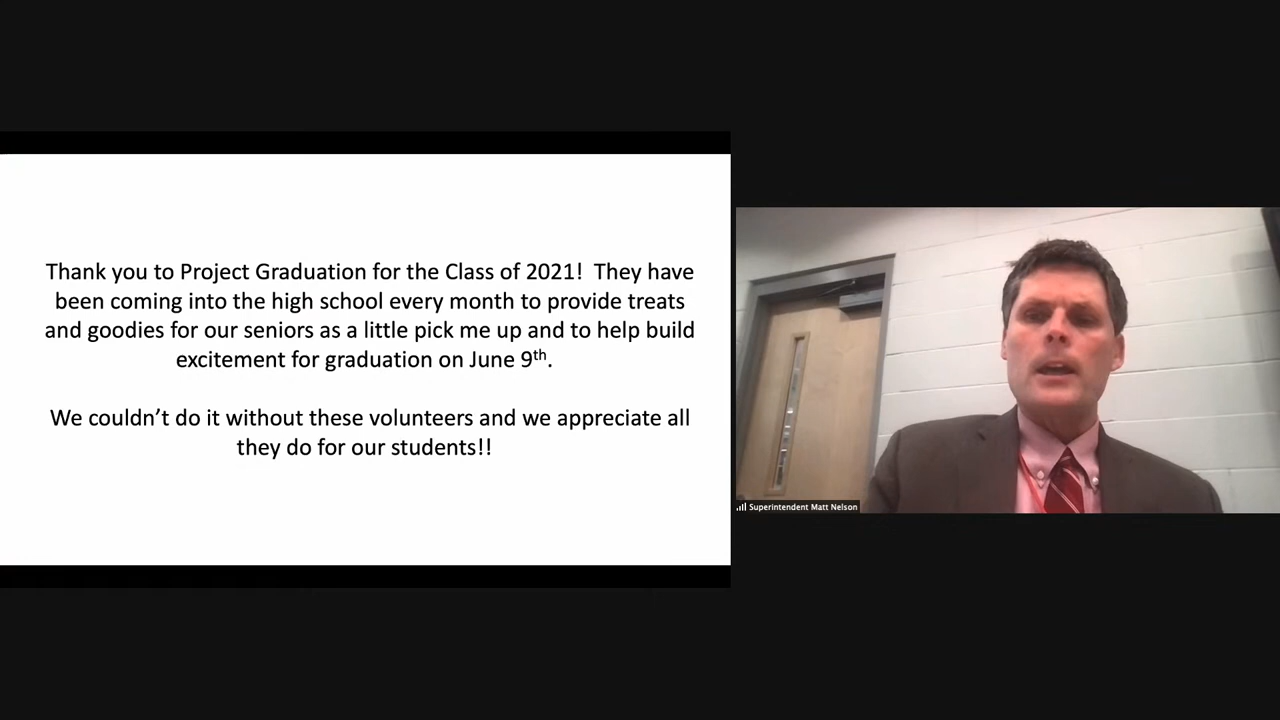 Thank you to Project Graduation for the Class of 2021!  They have
been coming into the high school every month to provide treats
and goodies for our seniors as a little pick me up and to help build
excitement for graduation on June 9th.
We couldn’t do it without these volunteers and we appreciate all
they do for our students!!
Superintendent Matt Nelson